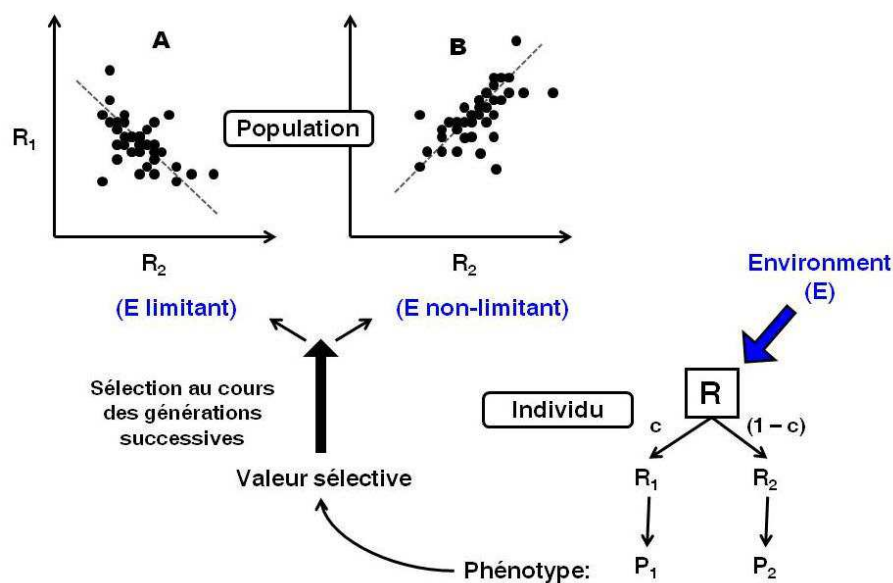 A
B
R1
Population
R2
R2
(E limitant)
(E non-limitant)
Environment
(E)
Sélection au cours
des générations
successives
Individu
R
c
(1 – c)
Valeur sélective
R1
R2
Phénotype:
P1
P2